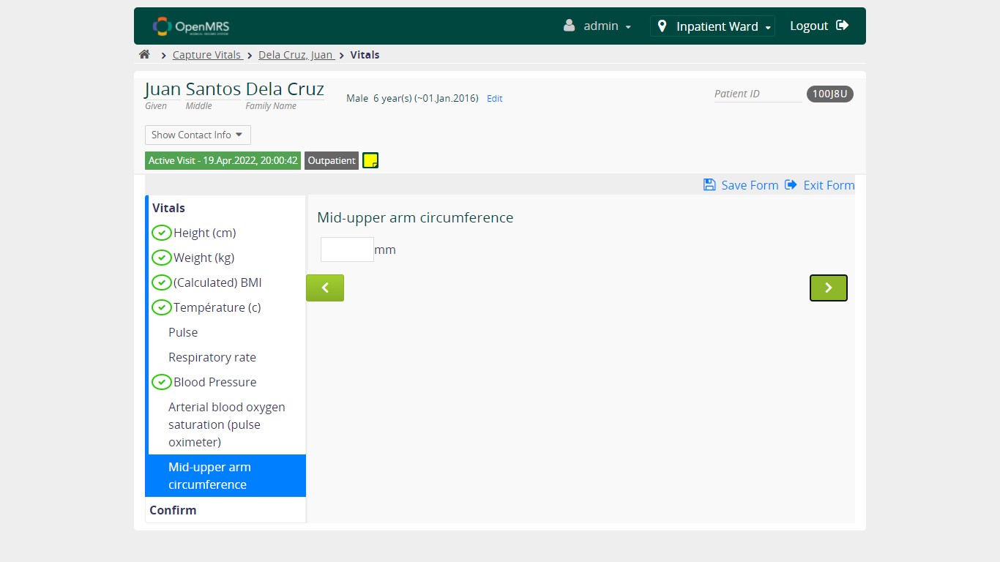 OpenMRS
admin
Inpatient Ward
Logout
Capture Vitals
Dela Cruz, Juan
Vitals
Juan Santos Dela Cruz
Given Middle Family Name
Male 6 year(s) (~01.Jan.2016) Edit
Patient ID 100J8U
Show Contact Info
Active Visit - 19.Apr.2022, 20:00:42 Outpatient
Save Form Exit Form
Vitals
Height (cm)
Weight (kg)
(Calculated) BMI
Température (c)
Pulse
Respiratory rate
Blood Pressure
Arterial blood oxygen
saturation (pulse
oximeter)
Mid-upper arm
circumference
Confirm
Mid-upper arm circumference
mm